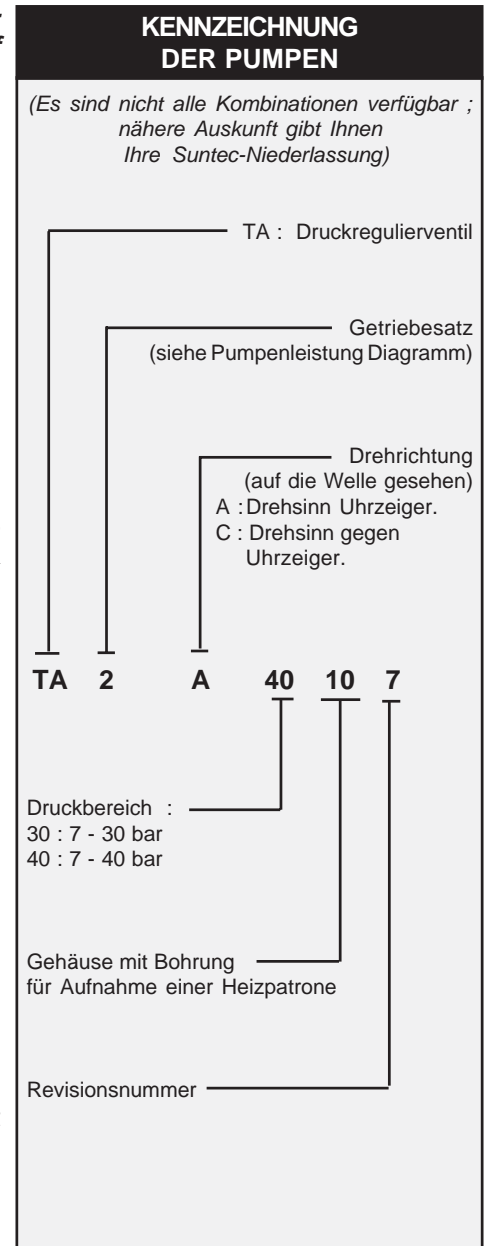 KENNZEICHNUNG
DER PUMPEN
(Es sind nicht alle Kombinationen verfügbar ;
nähere Auskunft gibt Ihnen
Ihre Suntec-Niederlassung)
TA : Druckregulierventil
Getriebesatz
(siehe Pumpenleistung Diagramm)
Drehrichtung
(auf die Welle gesehen)
A :Drehsinn Uhrzeiger.
C : Drehsinn gegen
Uhrzeiger.
TA 2 A 40 10 7
Druckbereich :
30 : 7 - 30 bar
40 : 7 - 40 bar
Gehäuse mit Bohrung
für Aufnahme einer Heizpatrone
Revisionsnummer